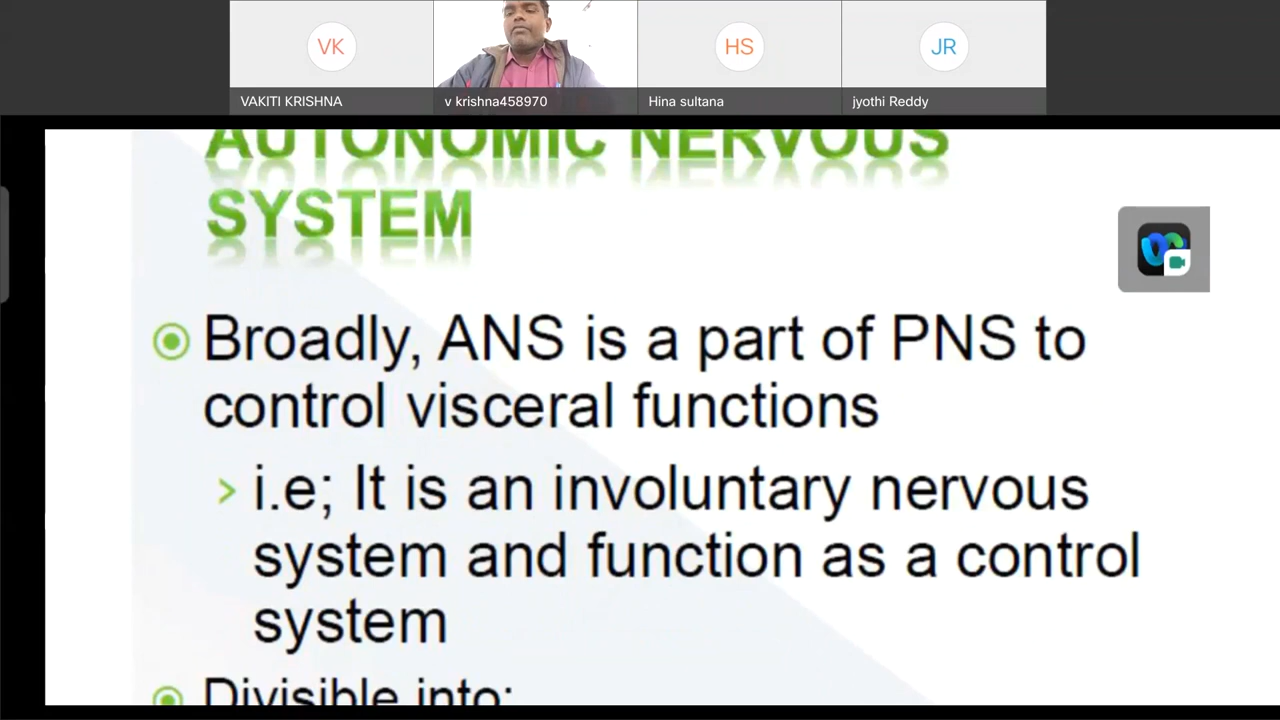 VK
HS
JR
VAKITI KRISHNA
v krishna458970
Hina sultana
jyothi Reddy
AUTONOMIC NERVOUS
SYSTEM
Broadly, ANS is a part of PNS to
control visceral functions
i.e; It is an involuntary nervous
system and function as a control
system
Divisible into: